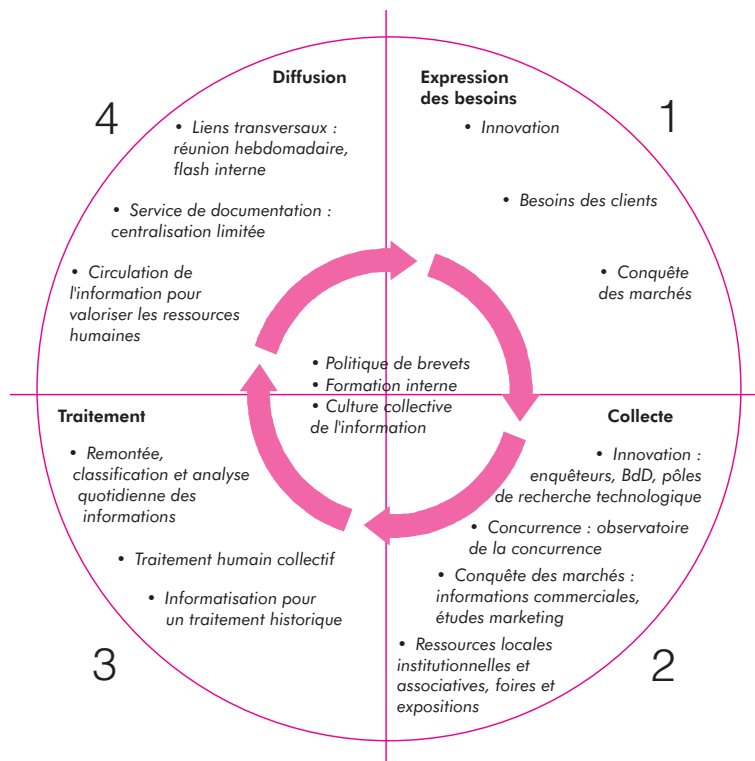 Expression
des besoins
1
• Innovation
• Besoins des clients
• Conquête
des marchés
Collecte
• Innovation :
enquêteurs, BdD, pôles
de recherche technologique
• Concurrence : observatoire
de la concurrence
• Conquête des marchés :
informations commerciales,
études marketing
• Ressources locales
institutionnelles et
associatives, foires et
expositions
2
Traitement
• Remontée,
classification et analyse
quotidienne des
informations
• Traitement humain collectif
• Informatisation pour
un traitement historique
3
Diffusion
4
• Liens transversaux :
réunion hebdomadaire,
flash interne
• Service de documentation :
centralisation limitée
• Circulation de
l'information pour
valoriser les ressources
humaines
• Politique de brevets
• Formation interne
• Culture collective
de l'information